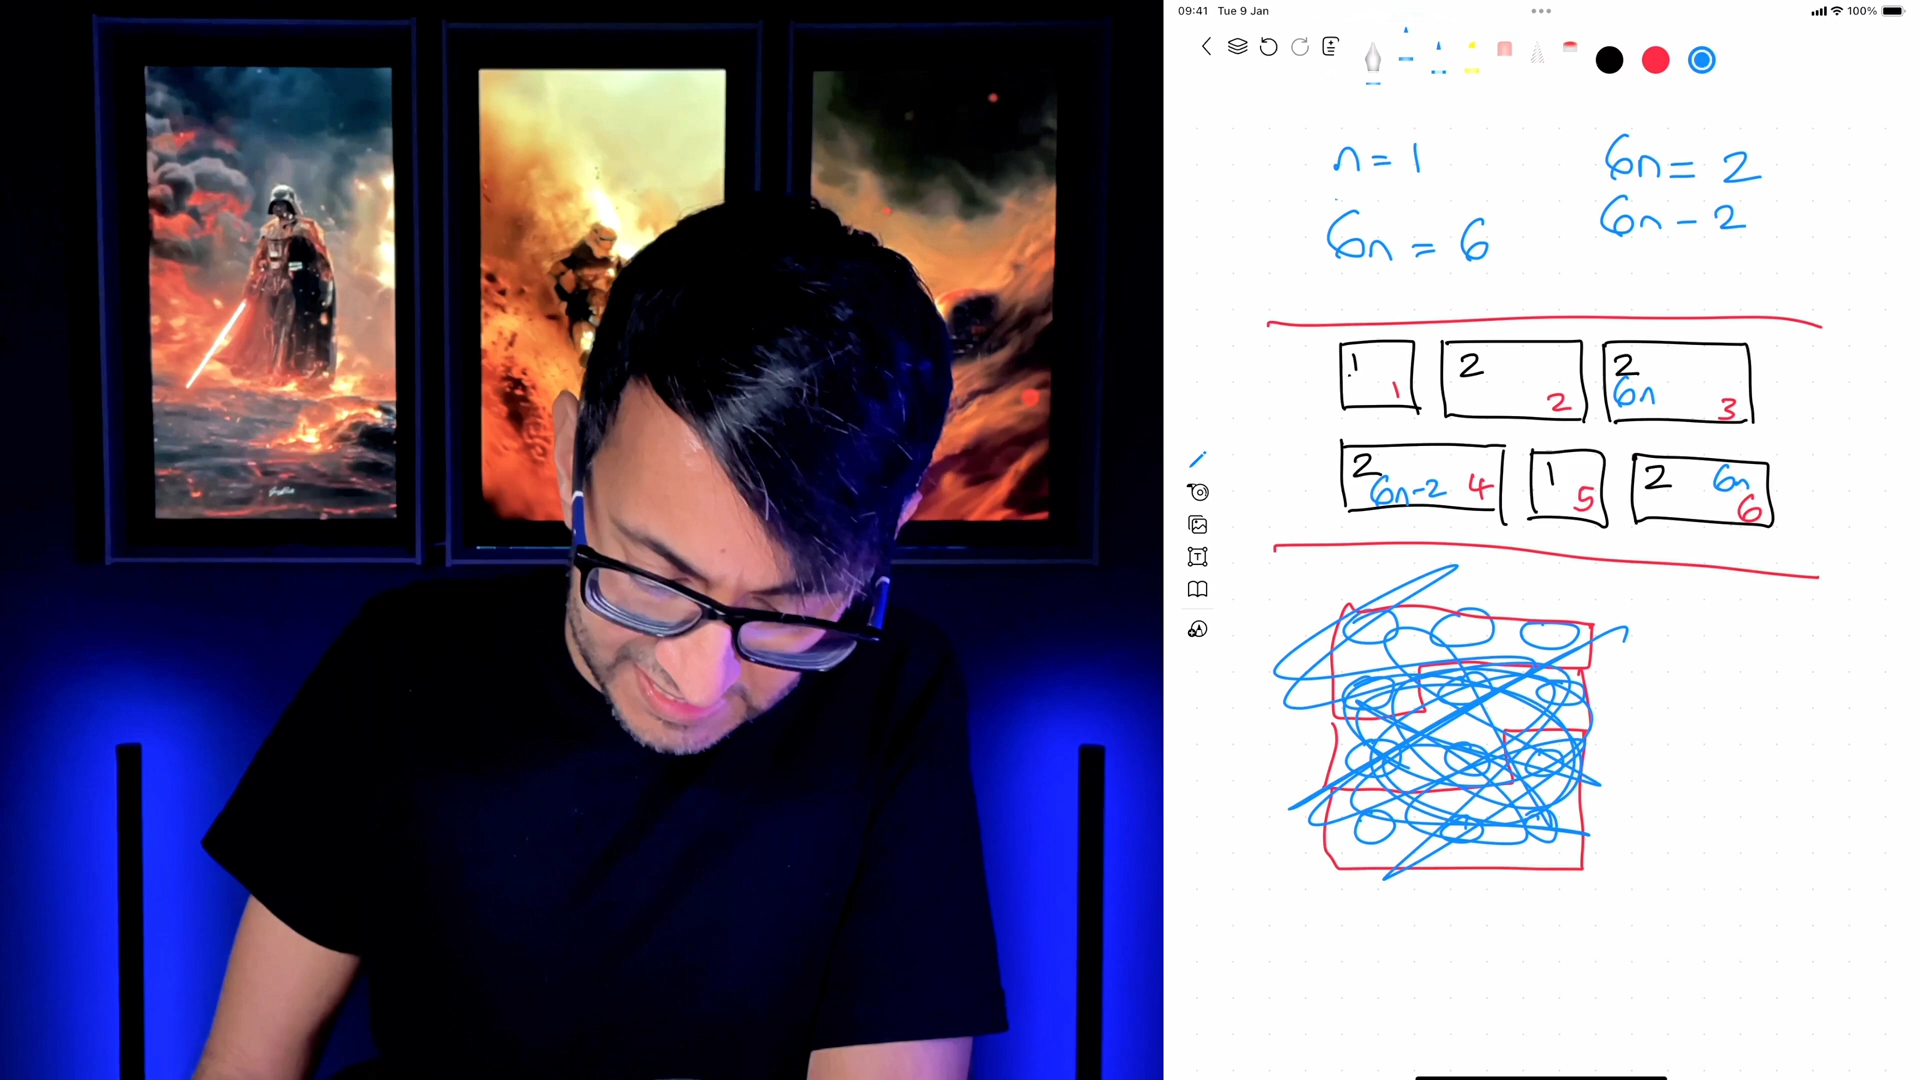 09:41 Tue 9 Jan 100%
n = 1
6n = 2
6n = 6
6n - 2
1 1
2 2
2 6n 3
2 6n-2 4
1 5
2 6n 6